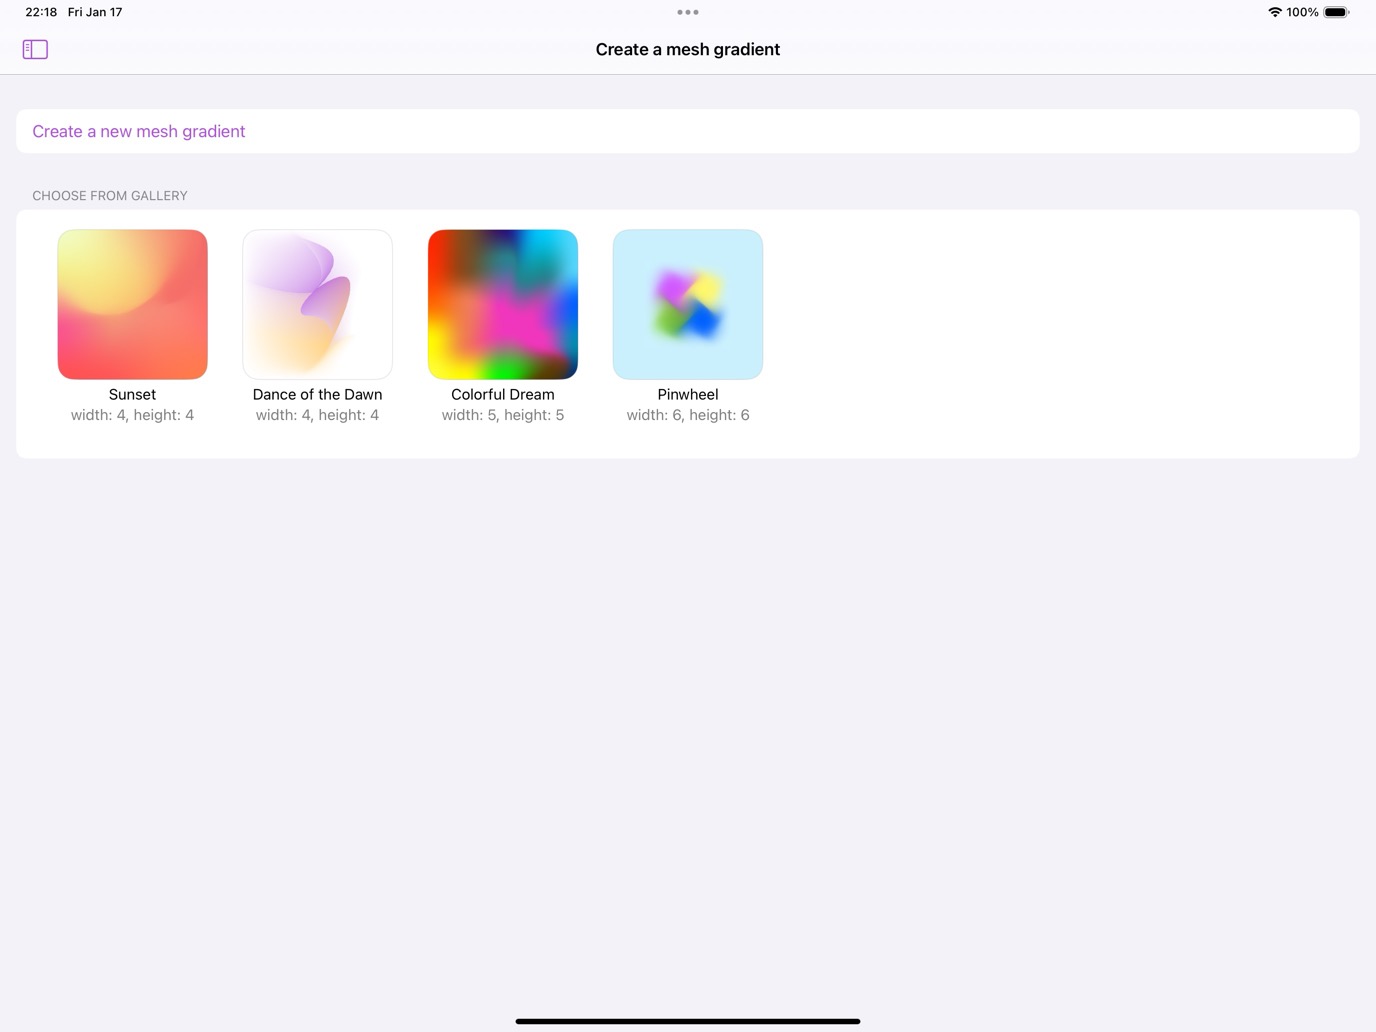 22:18 Fri Jan 17
100%
Create a mesh gradient
Create a new mesh gradient
CHOOSE FROM GALLERY
Sunset
width: 4, height: 4
Dance of the Dawn
width: 4, height: 4
Colorful Dream
width: 5, height: 5
Pinwheel
width: 6, height: 6